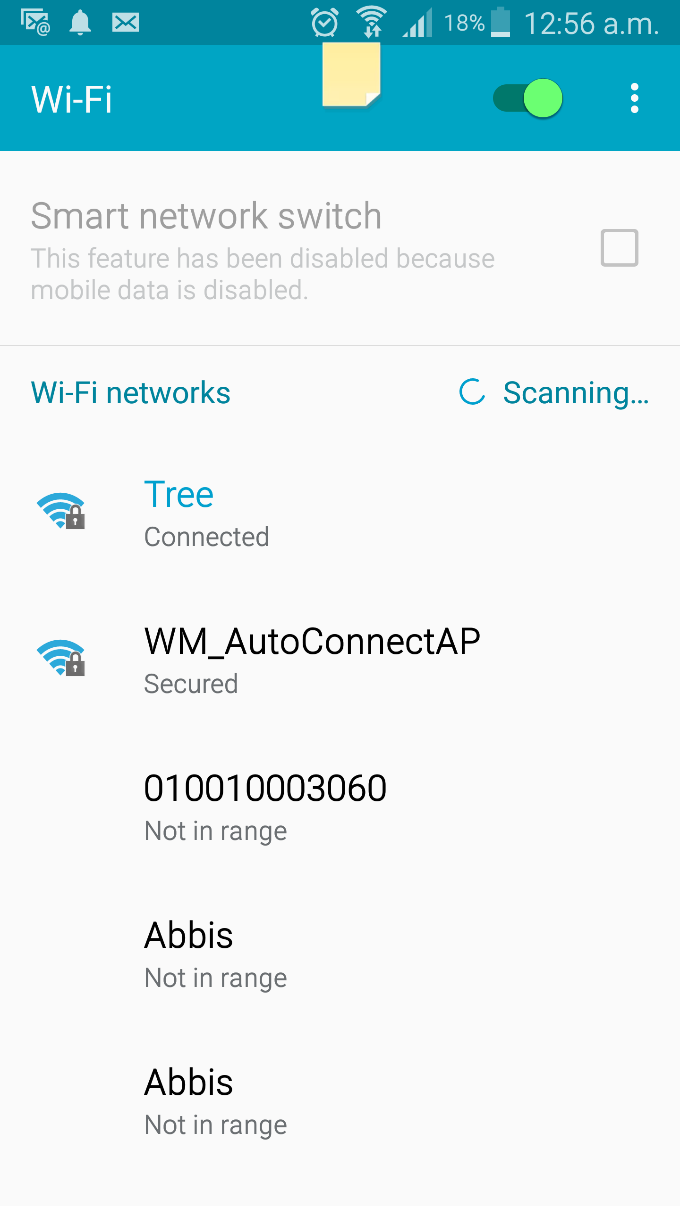 18% 12:56 a.m.
Wi-Fi
Smart network switch
This feature has been disabled because
mobile data is disabled.
Wi-Fi networks Scanning...
Tree
Connected
WM_AutoConnectAP
Secured
010010003060
Not in range
Abbis
Not in range
Abbis
Not in range